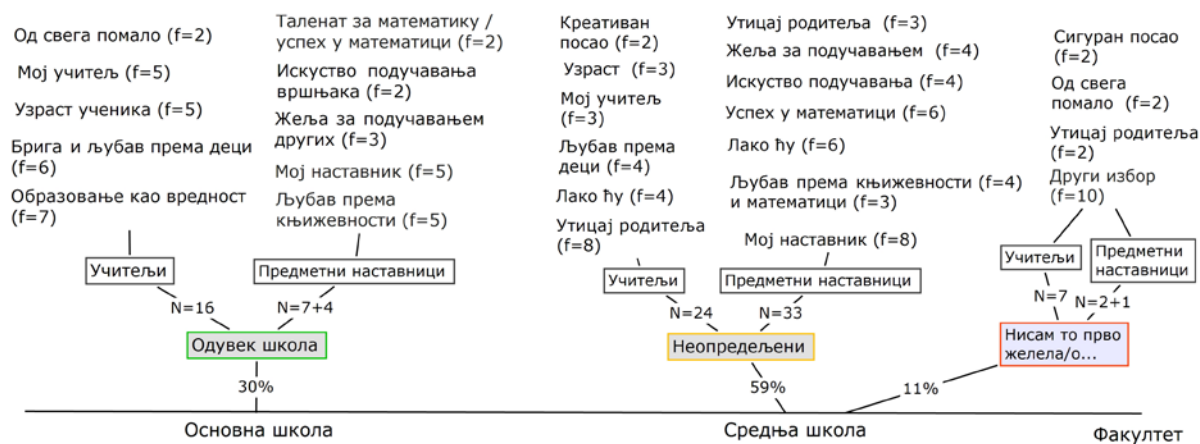 Од свега помало (f=2)
Мој учитељ (f=5)
Узраст ученика (f=5)
Брига и љубав према деци
(f=6)
Образовање као вредност
(f=7)
Таленат за математику /
успех у математици (f=2)
Искуство подучавања
вршњака (f=2)
Жеља за подучавањем
других (f=3)
Мој наставник (f=5)
Љубав према
књижевности (f=5)
Учитељи
Предметни наставници
N=16
N=7+4
Одувек школа
30%
Креативан
посао (f=2)
Узраст (f=3)
Мој учитељ
(f=3)
Љубав према
деци (f=4)
Лако ћу (f=4)
Утицај родитеља
(f=8)
Утицај родитеља (f=3)
Жеља за подучавањем (f=4)
Искуство подучавања (f=4)
Успех у математици (f=6)
Лако ћу (f=6)
Љубав према књижевности (f=4)
и математици (f=3)
Мој наставник (f=8)
Учитељи
Предметни наставници
N=24
N=33
Неопредељени
59%
Сигуран посао
(f=2)
Од свега
помало (f=2)
Утицај родитеља
(f=2)
Други избор
(f=10)
Учитељи
Предметни
наставници
N=7
N=2+1
Нисам то прво
желела/о...
11%
Основна школа
Средња школа
Факултет